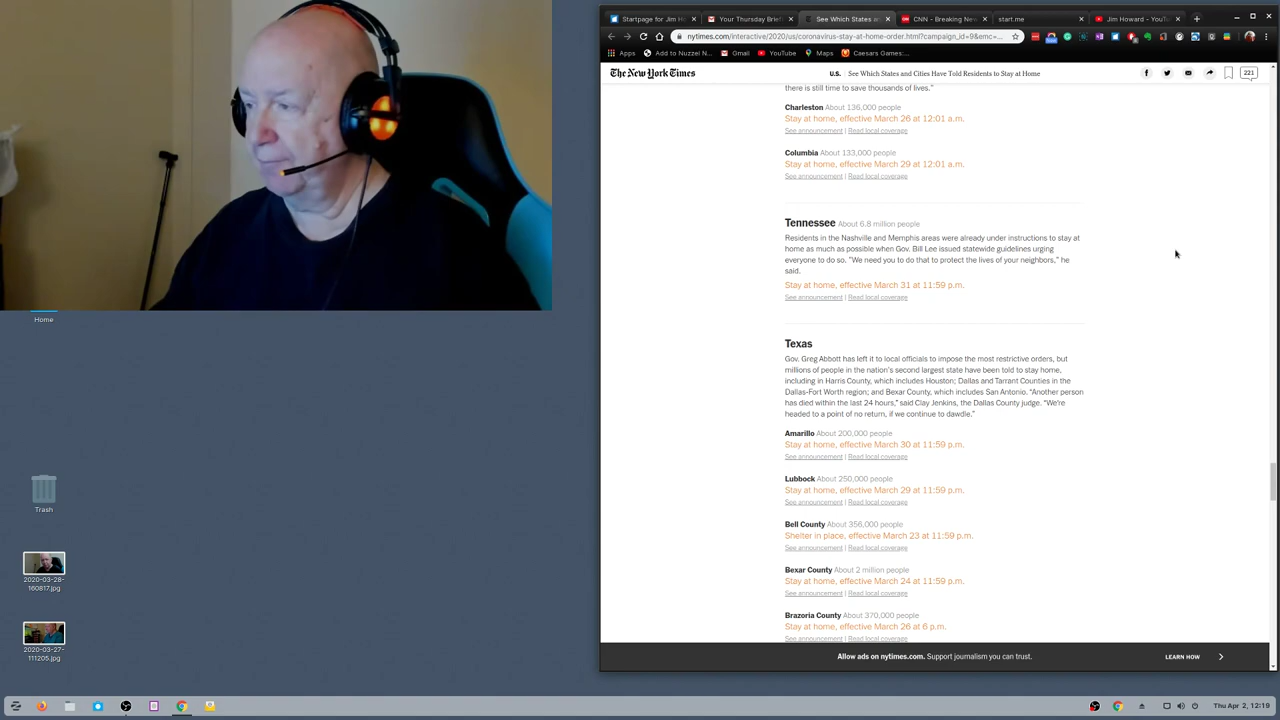 Startpage for Jim H
Your Thursday Brief
See Which States a
CNN - Breaking Ne
start.me
Jim Howard - YouT
nytimes.com/interactive/2020/us/coronavirus-stay-at-home-order.html?campaign_id=9&emc=...
Apps
Add to Nuzzel N...
Gmail
YouTube
Maps
Caesars Games:...
The New York Times
U.S.
See Which States and Cities Have Told Residents to Stay at Home
221
there is still time to save thousands of lives."
Charleston About 136,000 people
Stay at home, effective March 26 at 12:01 a.m.
See announcement | Read local coverage
Columbia About 133,000 people
Stay at home, effective March 29 at 12:01 a.m.
See announcement | Read local coverage
Tennessee About 6.8 million people
Residents in the Nashville and Memphis areas were already under instructions to stay at
home as much as possible when Gov. Bill Lee issued statewide guidelines urging
everyone to do so. "We need you to do that to protect the lives of your neighbors," he
said.
Stay at home, effective March 31 at 11:59 p.m.
See announcement | Read local coverage
Texas
Gov. Greg Abbott has left it to local officials to impose the most restrictive orders, but
millions of people in the nation's second largest state have been told to stay home,
including in Harris County, which includes Houston; Dallas and Tarrant Counties in the
Dallas-Fort Worth region; and Bexar County, which includes San Antonio. "Another person
has died within the last 24 hours," said Clay Jenkins, the Dallas County judge. "We're
headed to a point of no return, if we continue to dawdle."
Amarillo About 200,000 people
Stay at home, effective March 30 at 11:59 p.m.
See announcement | Read local coverage
Lubbock About 250,000 people
Stay at home, effective March 29 at 11:59 p.m.
See announcement | Read local coverage
Bell County About 356,000 people
Shelter in place, effective March 23 at 11:59 p.m.
See announcement | Read local coverage
Bexar County About 2 million people
Stay at home, effective March 24 at 11:59 p.m.
See announcement | Read local coverage
Brazoria County About 370,000 people
Stay at home, effective March 26 at 6 p.m.
See announcement | Read local coverage
Allow ads on nytimes.com. Support journalism you can trust.
LEARN NOW
Home
Trash
2020-03-28-
160817.jpg
2020-03-27-
111205.jpg
Thu Apr 2, 12:19